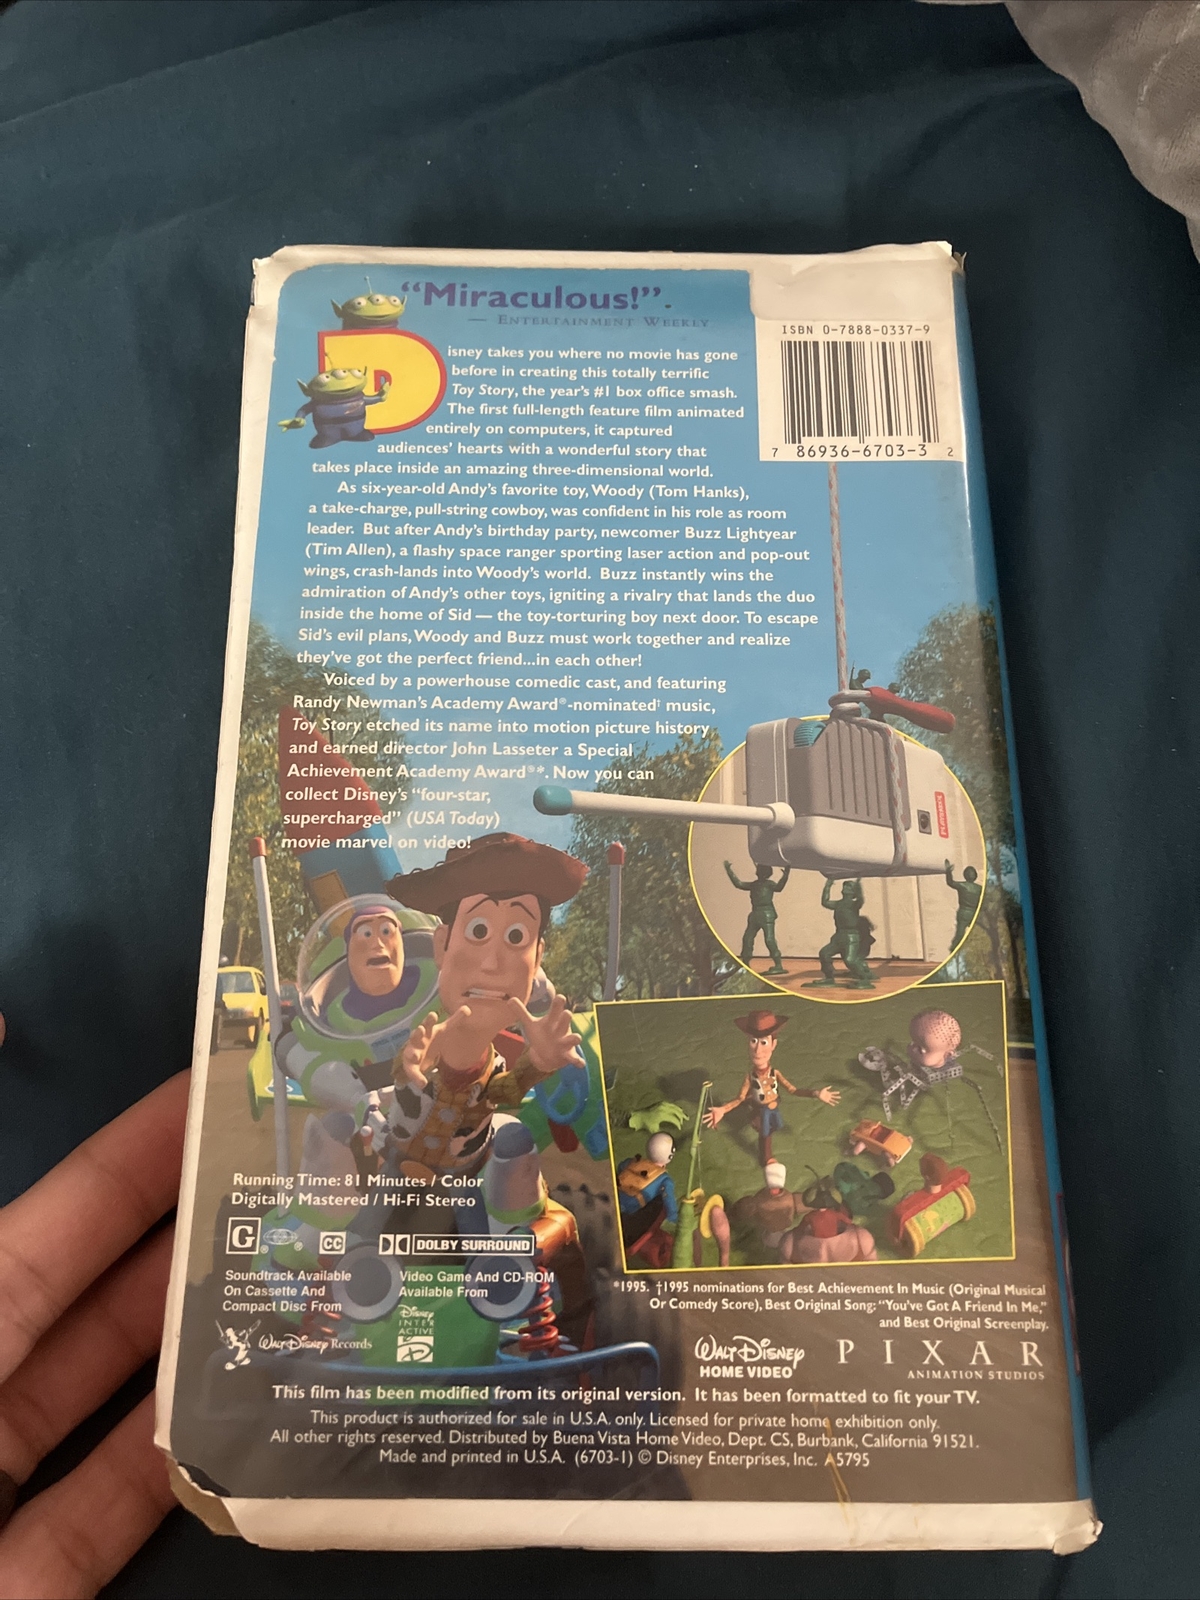 “Miraculous!”.
— ENTERTAINMENT WEEKLY
ISBN 0-7888-0337-9
7 86936-6703-3 2
Disney takes you where no movie has gone
before in creating this totally terrific
Toy Story, the year's #1 box office smash.
The first full-length feature film animated
entirely on computers, it captured
audiences' hearts with a wonderful story that
takes place inside an amazing three-dimensional world.
As six-year-old Andy's favorite toy, Woody (Tom Hanks),
a take-charge, pull-string cowboy, was confident in his role as room
leader. But after Andy's birthday party, newcomer Buzz Lightyear
(Tim Allen), a flashy space ranger sporting laser action and pop-out
wings, crash-lands into Woody's world. Buzz instantly wins the
admiration of Andy's other toys, igniting a rivalry that lands the duo
inside the home of Sid — the toy-torturing boy next door. To escape
Sid's evil plans, Woody and Buzz must work together and realize
they've got the perfect friend...in each other!
Voiced by a powerhouse comedic cast, and featuring
Randy Newman's Academy Award®-nominated† music,
Toy Story etched its name into motion picture history
and earned director John Lasseter a Special
Achievement Academy Award®*. Now you can
collect Disney's “four-star,
supercharged” (USA Today)
movie marvel on video!
PLAYSKOOL
Running Time: 81 Minutes / Color
Digitally Mastered / Hi-Fi Stereo
G ® ® CC DOLBY SURROUND
Soundtrack Available
On Cassette And
Compact Disc From
Walt Disney Records
Video Game And CD-ROM
Available From
Disney
INTER
ACTIVE
D
*1995. †1995 nominations for Best Achievement In Music (Original Musical
Or Comedy Score), Best Original Song: “You've Got A Friend In Me,”
and Best Original Screenplay.
Walt Disney
HOME VIDEO
PIXAR
ANIMATION STUDIOS
This film has been modified from its original version. It has been formatted to fit your TV.
This product is authorized for sale in U.S.A. only. Licensed for private home exhibition only.
All other rights reserved. Distributed by Buena Vista Home Video, Dept. CS, Burbank, California 91521.
Made and printed in U.S.A. (6703-1) © Disney Enterprises, Inc. A5795